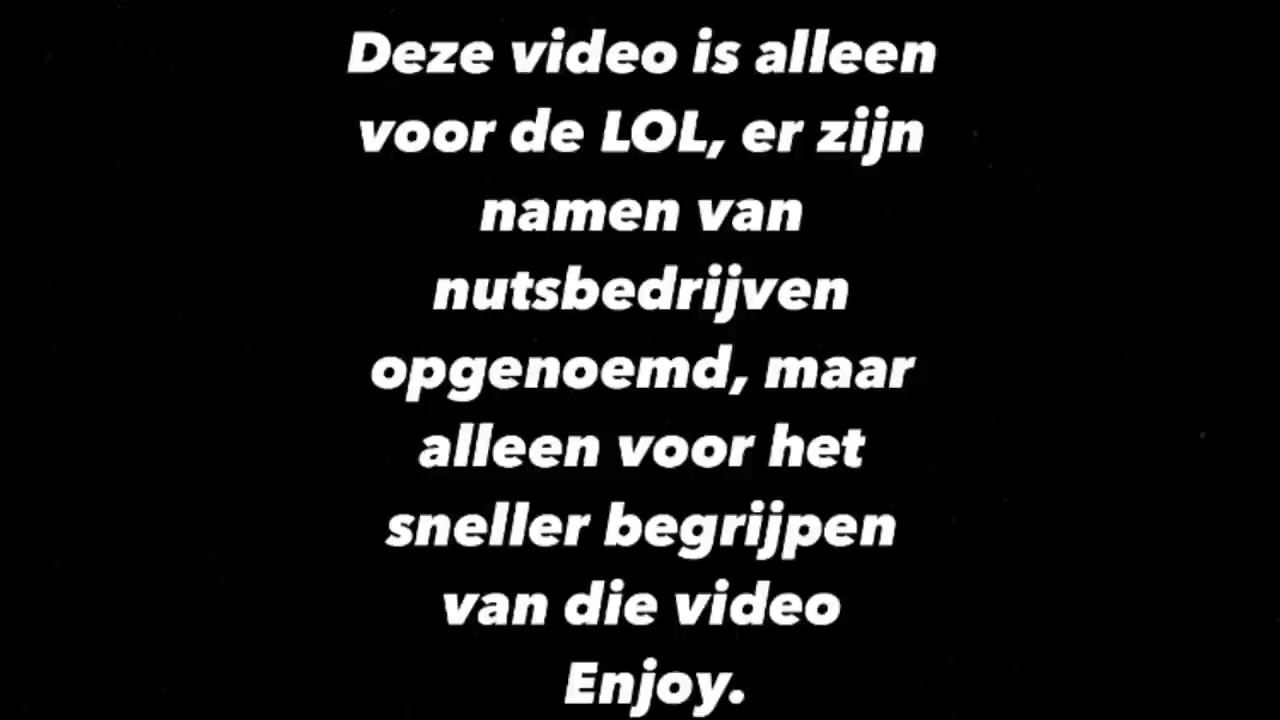 Deze video is alleen
voor de LOL, er zijn
namen van
nutsbedrijven
opgenoemd, maar
alleen voor het
sneller begrijpen
van die video
Enjoy.